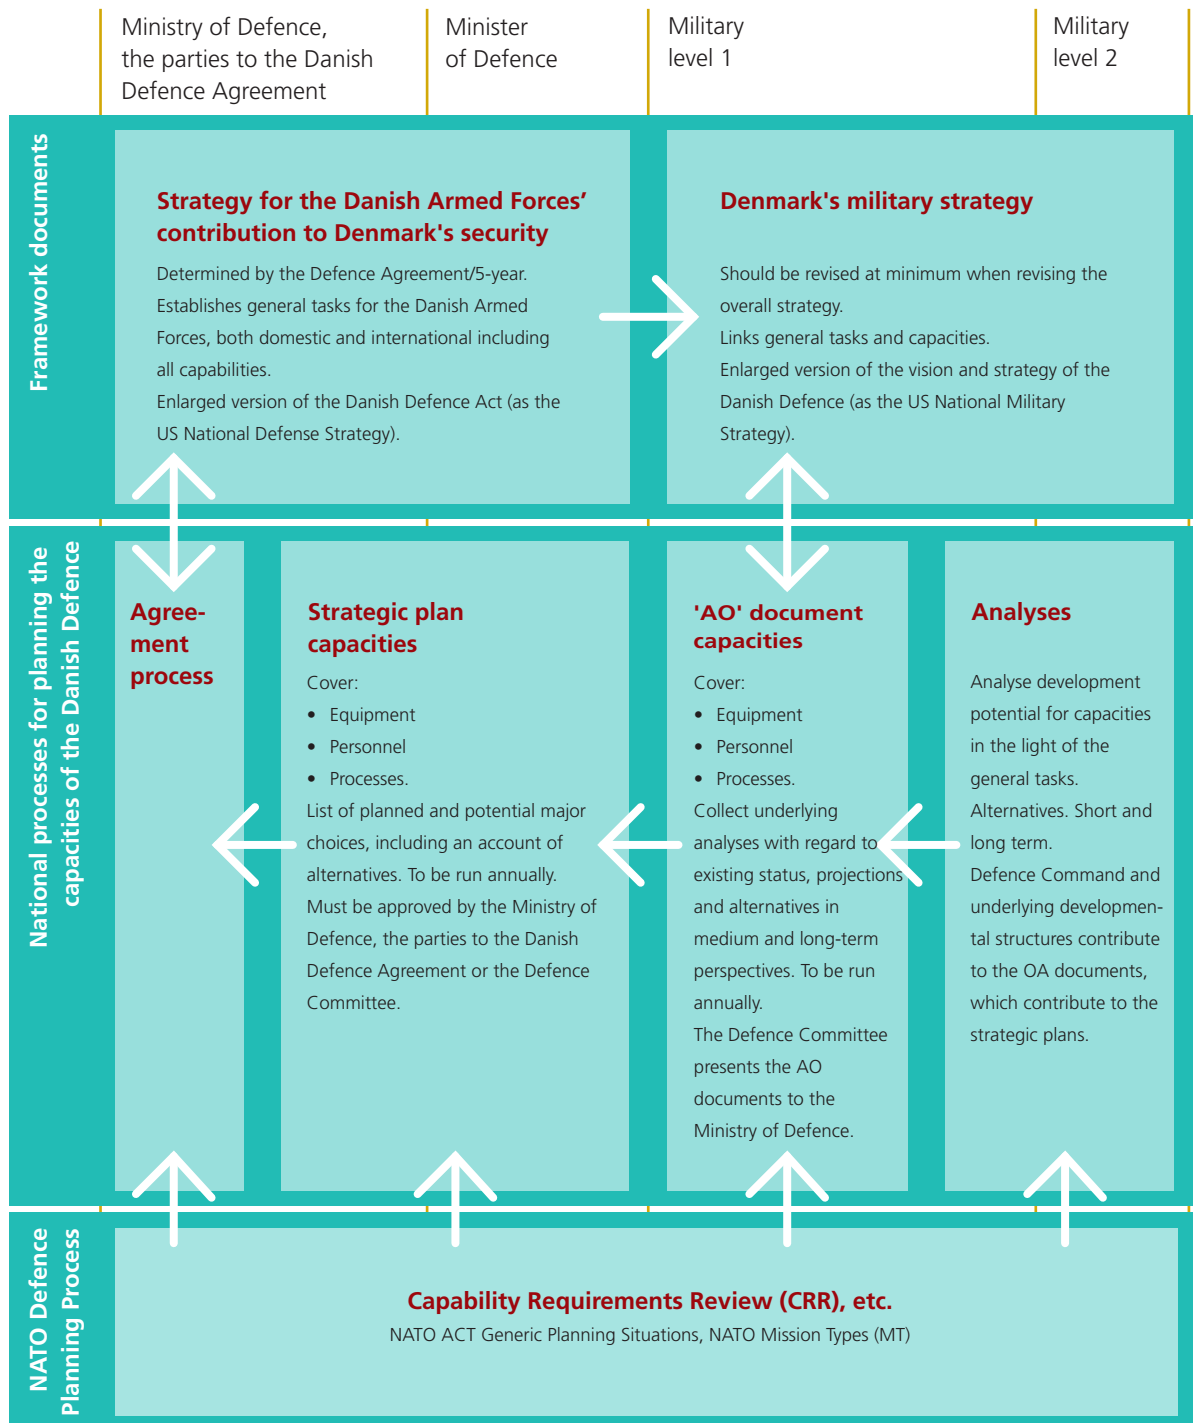 Ministry of Defence,
the parties to the Danish
Defence Agreement
Minister
of Defence
Military
level 1
Military
level 2
Framework documents
Strategy for the Danish Armed Forces’
contribution to Denmark's security
Determined by the Defence Agreement/5-year.
Establishes general tasks for the Danish Armed
Forces, both domestic and international including
all capabilities.
Enlarged version of the Danish Defence Act (as the
US National Defense Strategy).
Denmark's military strategy
Should be revised at minimum when revising the
overall strategy.
Links general tasks and capacities.
Enlarged version of the vision and strategy of the
Danish Defence (as the US National Military
Strategy).
National processes for planning the
capacities of the Danish Defence
Agree-
ment
process
Strategic plan
capacities
Cover:
• Equipment
• Personnel
• Processes.
List of planned and potential major
choices, including an account of
alternatives. To be run annually.
Must be approved by the Ministry of
Defence, the parties to the Danish
Defence Agreement or the Defence
Committee.
'AO' document
capacities
Cover:
• Equipment
• Personnel
• Processes.
Collect underlying
analyses with regard to
existing status, projections
and alternatives in
medium and long-term
perspectives. To be run
annually.
The Defence Committee
presents the AO
documents to the
Ministry of Defence.
Analyses
Analyse development
potential for capacities
in the light of the
general tasks.
Alternatives. Short and
long term.
Defence Command and
underlying developmen-
tal structures contribute
to the OA documents,
which contribute to the
strategic plans.
NATO Defence
Planning Process
Capability Requirements Review (CRR), etc.
NATO ACT Generic Planning Situations, NATO Mission Types (MT)